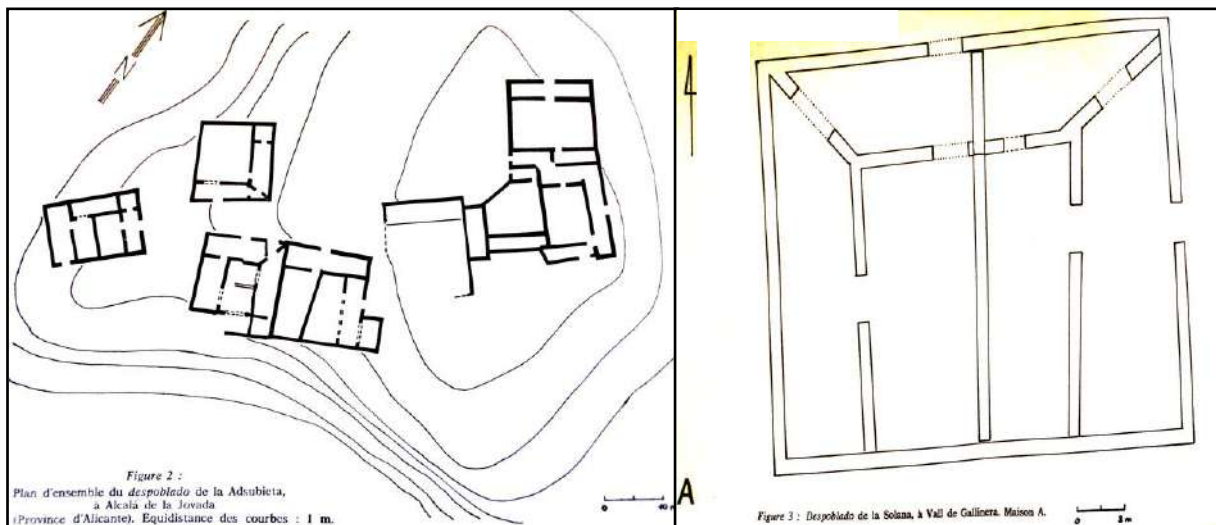 N
Figure 2 :
Plan d'ensemble du despoblado de la Adsubieta,
à Alcalá de la Jovada
(Province d'Alicante). Equidistance des courbes : 1 m.
0
A
Figure 3 : Despoblado de la Solana, à Vall de Gallinera. Maison A.
0